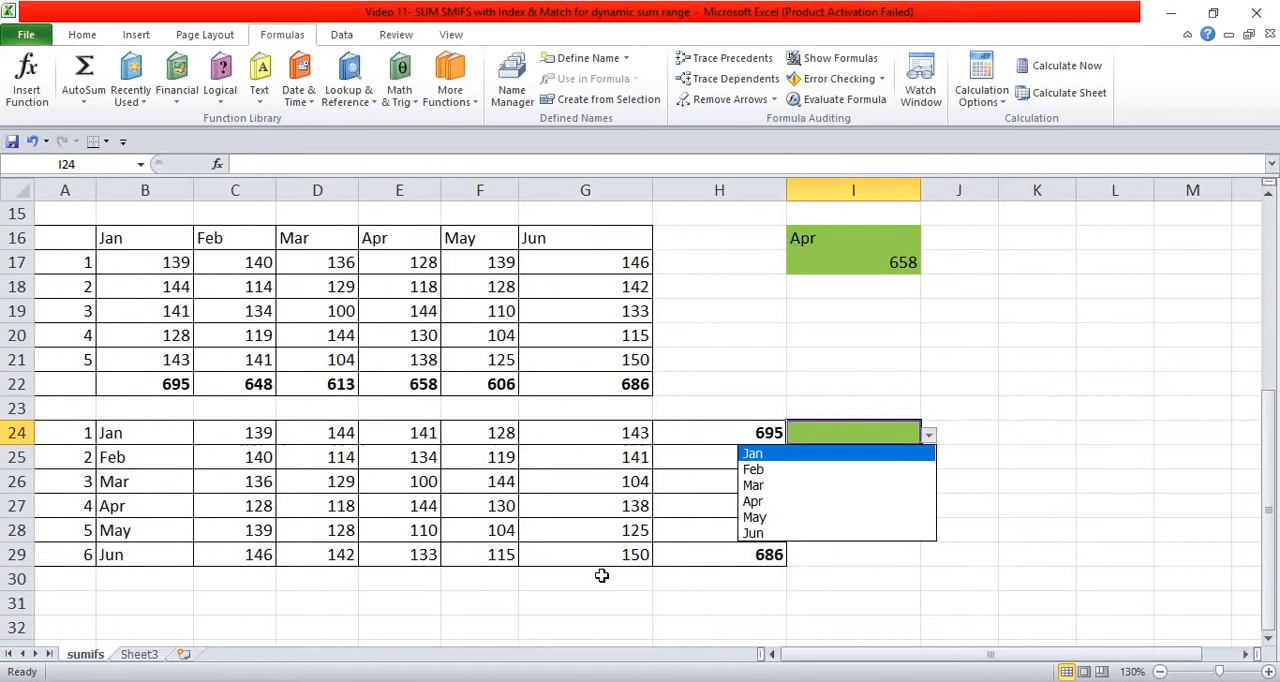 Video 11- SUM SMIFS with Index & Match for dynamic sum range - Microsoft Excel (Product Activation Failed)
File Home Insert Page Layout Formulas Data Review View
fx Insert Function
Σ AutoSum
Recently Used
Financial
? Logical
A Text
Date & Time
Lookup & Reference
θ Math & Trig
More Functions
Function Library
Name Manager
Define Name
Use in Formula
Create from Selection
Defined Names
Trace Precedents
Trace Dependents
Remove Arrows
Show Formulas
Error Checking
Evaluate Formula
Watch Window
Formula Auditing
Calculation Options
Calculate Now
Calculate Sheet
Calculation
I24 fx
A B C D E F G H I J K L M
15
16 Jan Feb Mar Apr May Jun Apr
17 1 139 140 136 128 139 146 658
18 2 144 114 129 118 128 142
19 3 141 134 100 144 110 133
20 4 128 119 144 130 104 115
21 5 143 141 104 138 125 150
22 695 648 613 658 606 686
23
24 1 Jan 139 144 141 128 143 695
25 2 Feb 140 114 134 119 141
26 3 Mar 136 129 100 144 104
27 4 Apr 128 118 144 130 138
28 5 May 139 128 110 104 125
29 6 Jun 146 142 133 115 150 686
Jan
Feb
Mar
Apr
May
Jun
30
31
32
sumifs Sheet3
Ready 130%